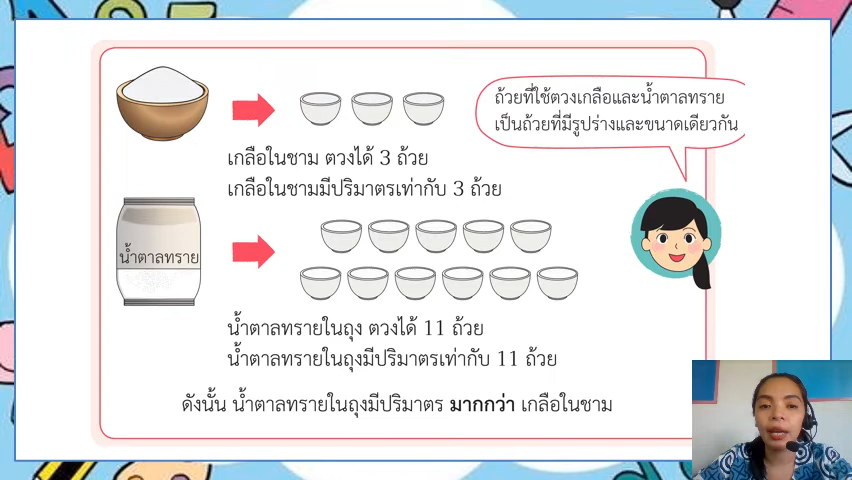 ถ้วยที่ใช้ตวงเกลือและน้ำตาลทราย
เป็นถ้วยที่มีรูปร่างและขนาดเดียวกัน
เกลือในชาม ตวงได้ 3 ถ้วย
เกลือในชามมีปริมาตรเท่ากับ 3 ถ้วย
น้ำตาลทราย
น้ำตาลทรายในถุง ตวงได้ 11 ถ้วย
น้ำตาลทรายในถุงมีปริมาตรเท่ากับ 11 ถ้วย
ดังนั้น น้ำตาลทรายในถุงมีปริมาตร มากกว่า เกลือในชาม